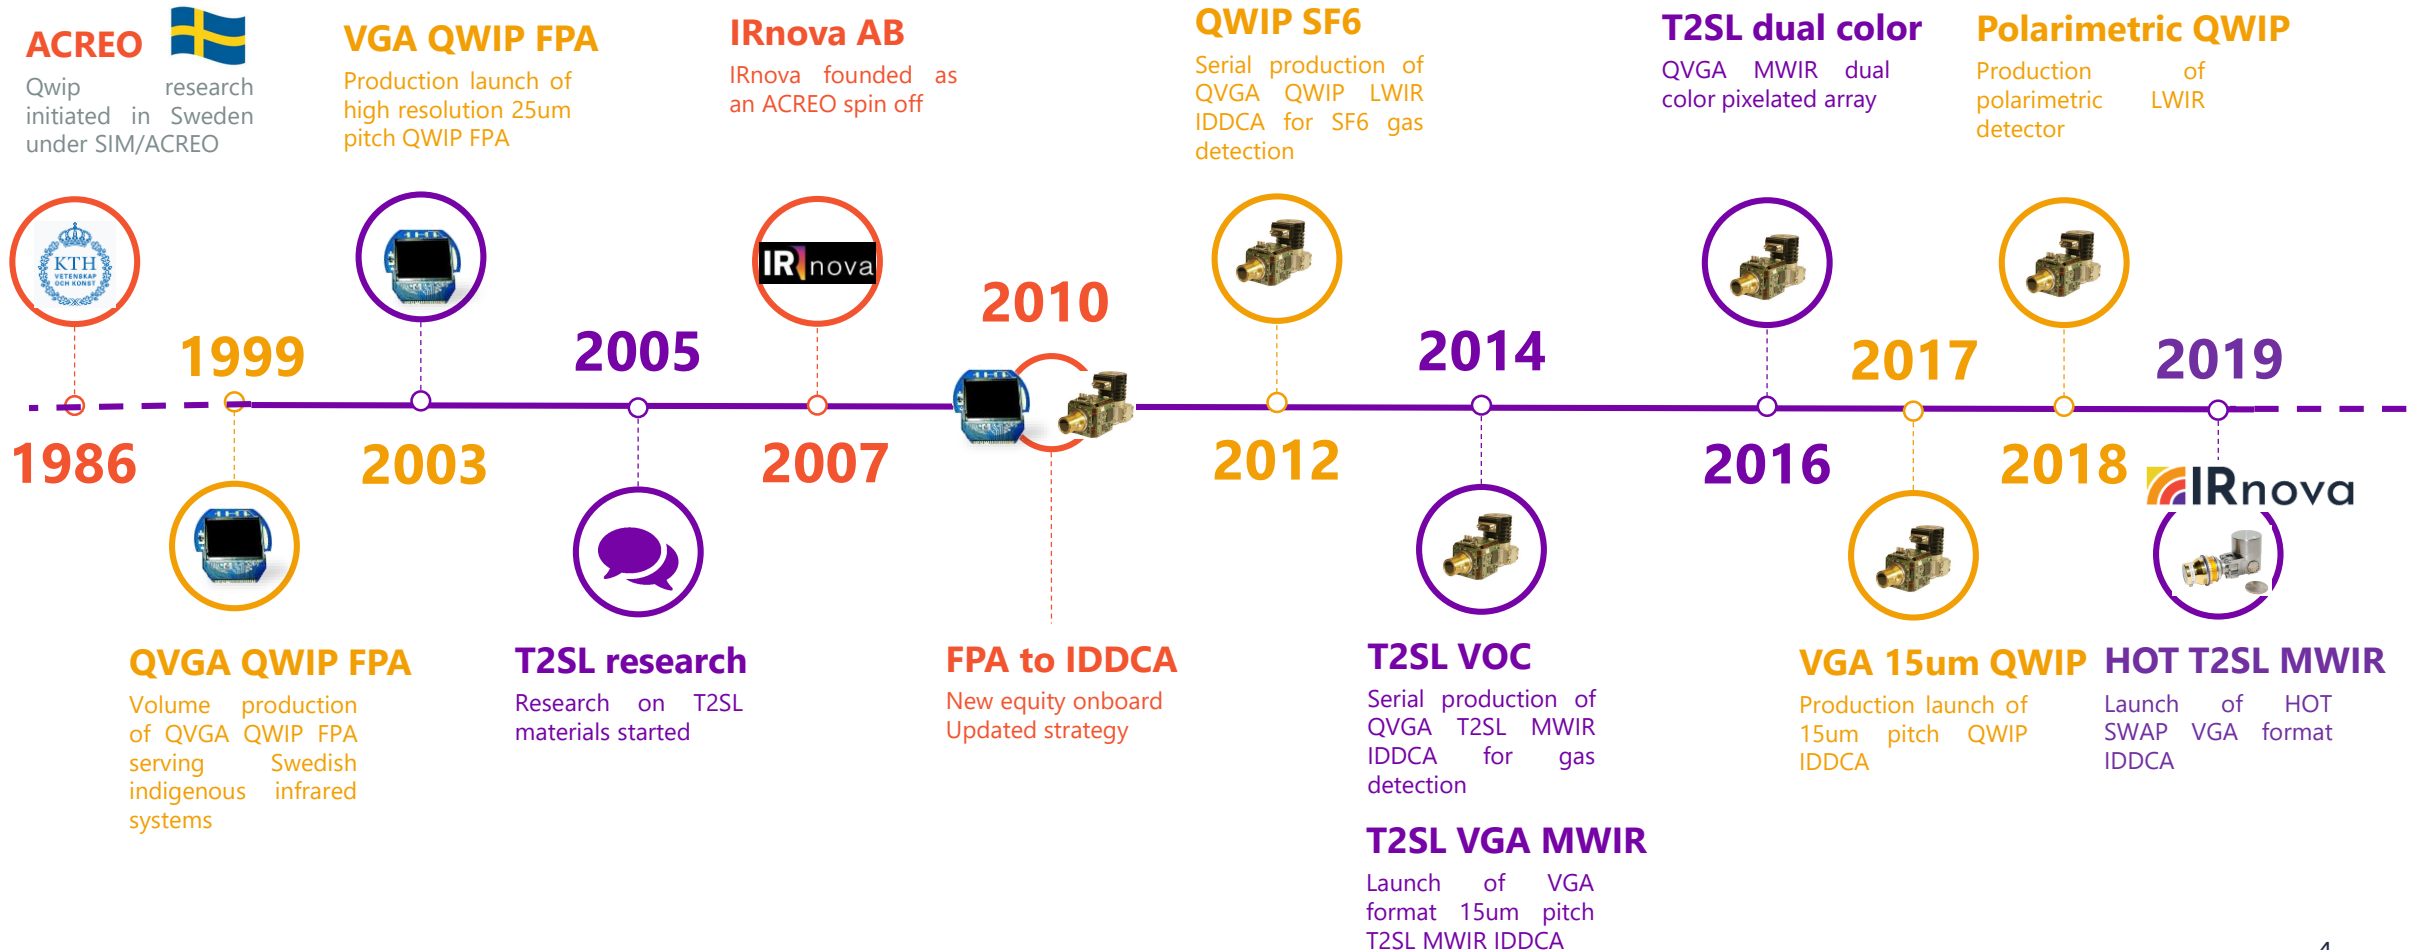 ACREO
Qwip research
initiated in Sweden
under SIM/ACREO
VGA QWIP FPA
Production launch of
high resolution 25um
pitch QWIP FPA
IRnova AB
IRnova founded as
an ACREO spin off
QWIP SF6
Serial production of
QVGA QWIP LWIR
IDDCA for SF6 gas
detection
T2SL dual color
QVGA MWIR dual
color pixelated array
Polarimetric QWIP
Production of
polarimetric LWIR
detector
KTH
VETENSKAP
OCH KONST
IRnova
1986
1999
2003
2005
2007
2010
2012
2014
2016
2017
2018
2019
IRnova
QVGA QWIP FPA
Volume production
of QVGA QWIP FPA
serving Swedish
indigenous infrared
systems
T2SL research
Research on T2SL
materials started
FPA to IDDCA
New equity onboard
Updated strategy
T2SL VOC
Serial production of
QVGA T2SL MWIR
IDDCA for gas
detection
T2SL VGA MWIR
Launch of VGA
format 15um pitch
T2SL MWIR IDDCA
VGA 15um QWIP
Production launch of
15um pitch QWIP
IDDCA
HOT T2SL MWIR
Launch of HOT
SWAP VGA format
IDDCA
4